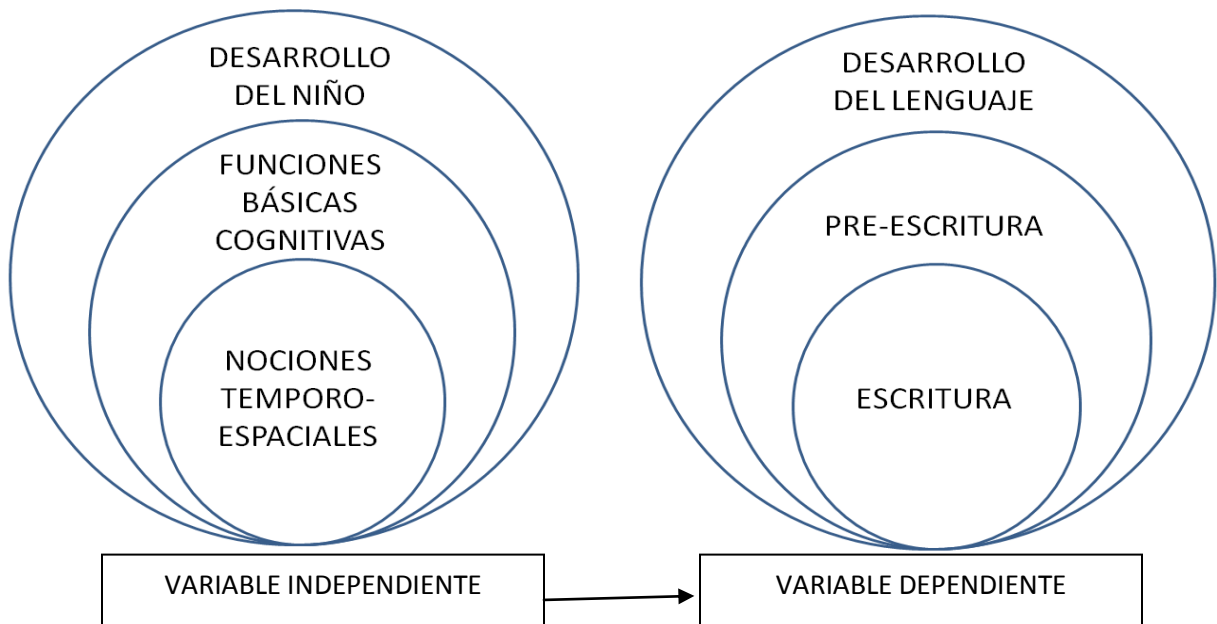 DESARROLLO
DEL NIÑO
FUNCIONES
BÁSICAS
COGNITIVAS
NOCIONES
TEMPORO-
ESPACIALES
VARIABLE INDEPENDIENTE
DESARROLLO
DEL LENGUAJE
PRE-ESCRITURA
ESCRITURA
VARIABLE DEPENDIENTE